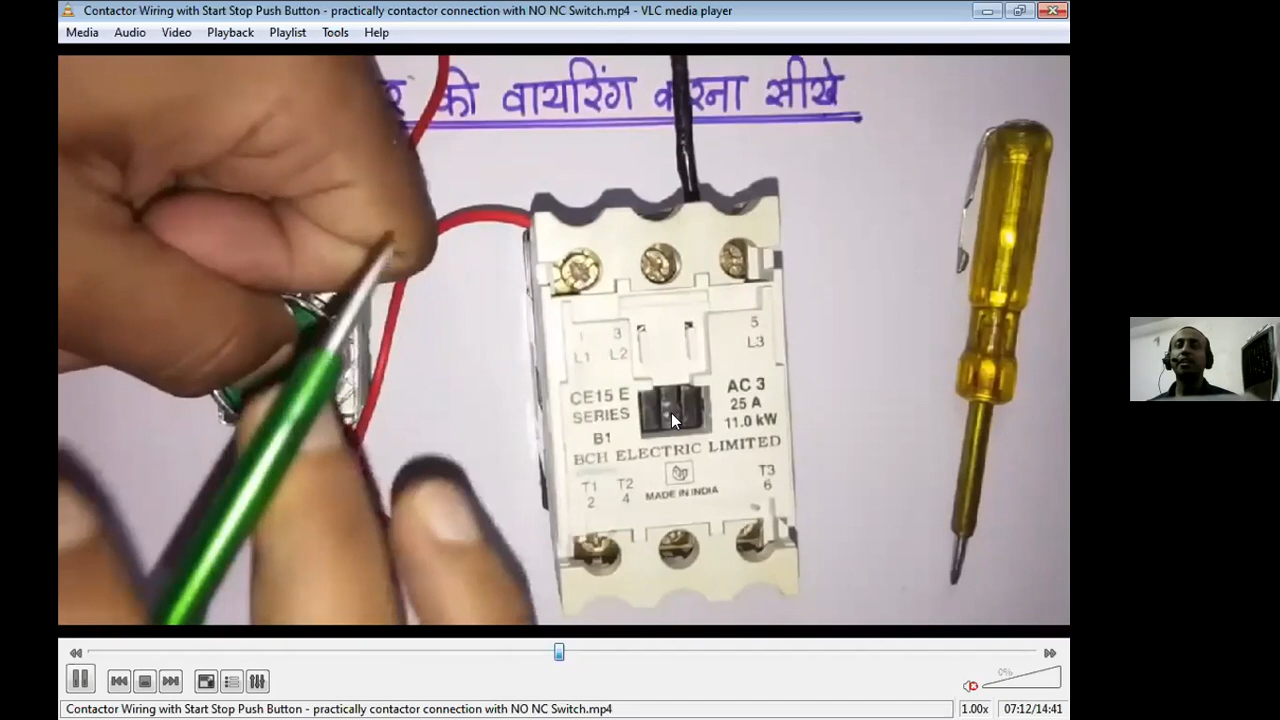 Contactor Wiring with Start Stop Push Button - practically contactor connection with NO NC Switch.mp4 - VLC media player
Media Audio Video Playback Playlist Tools Help
को वायरिंग करना सीखे
1 3 5
L1 L2 L3
CE15 E AC 3
SERIES 25 A
B1 11.0 kW
BCH ELECTRIC LIMITED
T1 T2 T3
2 4 6
MADE IN INDIA
0%
Contactor Wiring with Start Stop Push Button - practically contactor connection with NO NC Switch.mp4 1.00x 07:12/14:41